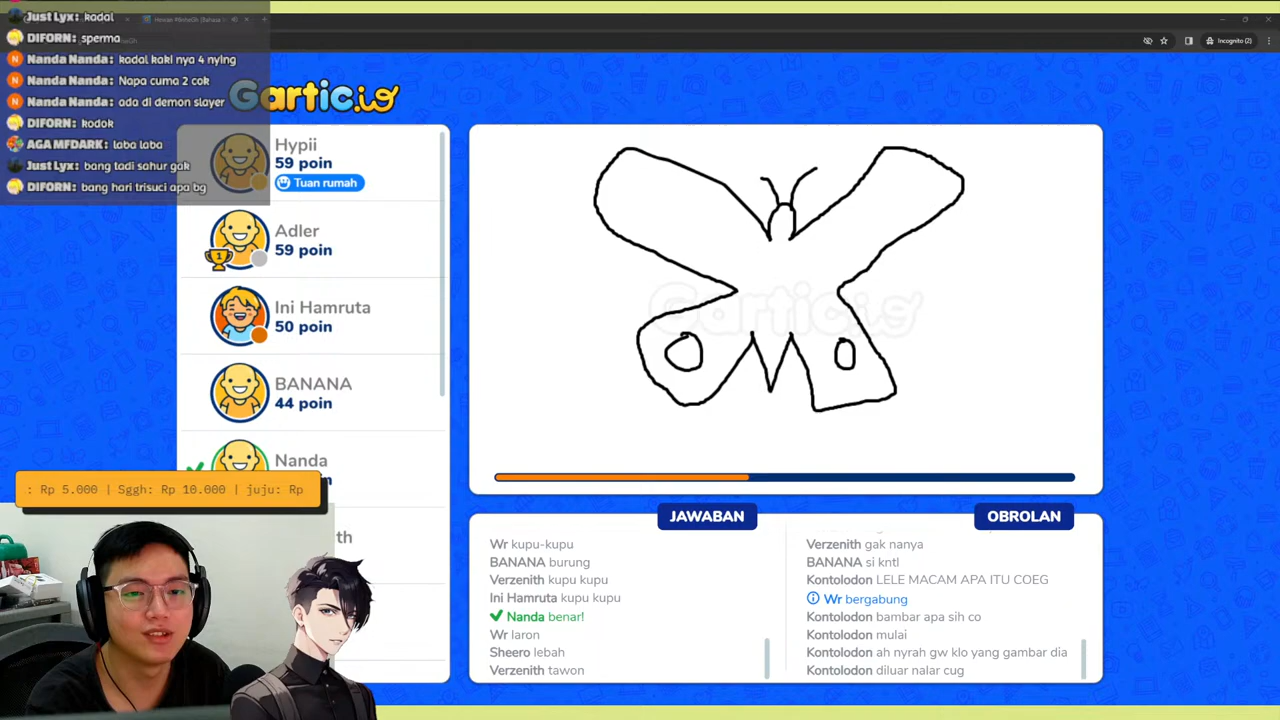 Just Lyx: kadal
DIFORN: sperma
Nanda Nanda: kadal kaki nya 4 nying
Nanda Nanda: Napa cuma 2 cok
Nanda Nanda: ada di demon slayer
DIFORN: kodok
AGA MFDARK: laba laba
Just Lyx: bang tadi sahur gak
DIFORN: bang hari trisuci apa bg
Incognito (2)
Gartic.io
Hypii
59 poin
Tuan rumah
Adler
59 poin
1
Ini Hamruta
50 poin
BANANA
44 poin
Nanda
: Rp 5.000 | Sggh: Rp 10.000 | juju: Rp
Gartic.io
JAWABAN
Wr kupu-kupu
BANANA burung
Verzenith kupu kupu
Ini Hamruta kupu kupu
Nanda benar!
Wr laron
Sheero lebah
Verzenith tawon
OBROLAN
Verzenith gak nanya
BANANA si kntl
Kontolodon LELE MACAM APA ITU COEG
Wr bergabung
Kontolodon bambar apa sih co
Kontolodon mulai
Kontolodon ah nyrah gw klo yang gambar dia
Kontolodon diluar nalar cug